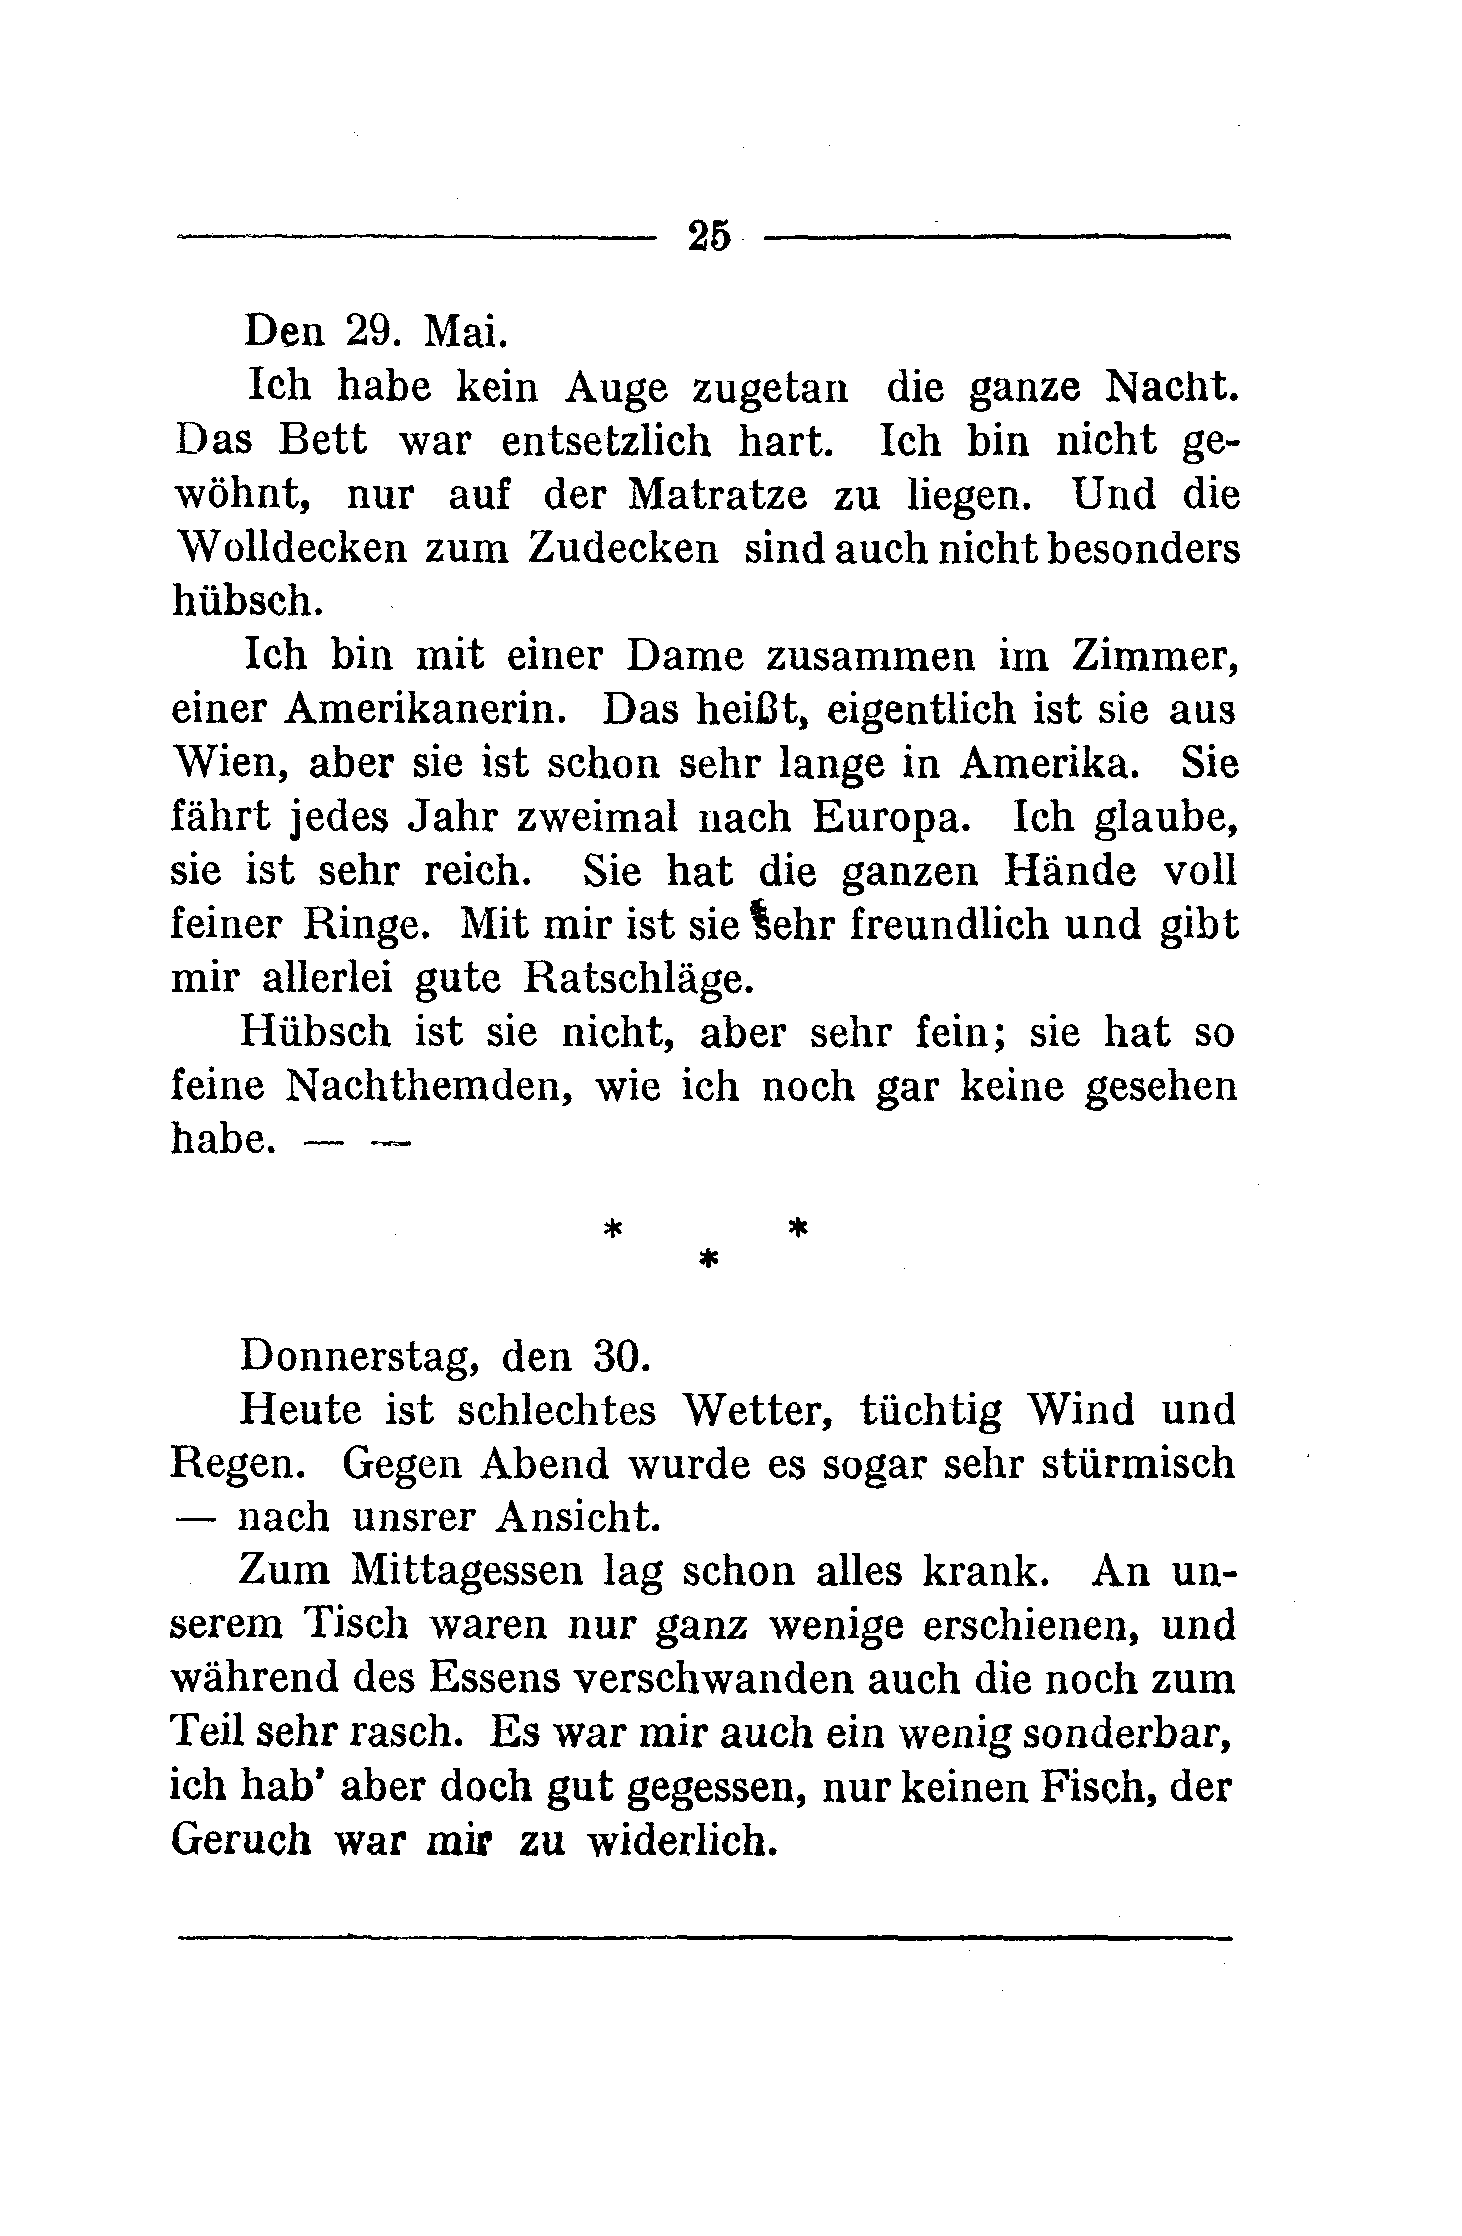 25
Den 29. Mai.
Ich habe kein Auge zugetan die ganze Nacht.
Das Bett war entsetzlich hart. Ich bin nicht ge-
wöhnt, nur auf der Matratze zu liegen. Und die
Wolldecken zum Zudecken sind auch nicht besonders
hübsch.
Ich bin mit einer Dame zusammen im Zimmer,
einer Amerikanerin. Das heißt, eigentlich ist sie aus
Wien, aber sie ist schon sehr lange in Amerika. Sie
fährt jedes Jahr zweimal nach Europa. Ich glaube,
sie ist sehr reich. Sie hat die ganzen Hände voll
feiner Ringe. Mit mir ist sie sehr freundlich und gibt
mir allerlei gute Ratschläge.
Hübsch ist sie nicht, aber sehr fein; sie hat so
feine Nachthemden, wie ich noch gar keine gesehen
habe. — —
* *
*
Donnerstag, den 30.
Heute ist schlechtes Wetter, tüchtig Wind und
Regen. Gegen Abend wurde es sogar sehr stürmisch
— nach unsrer Ansicht.
Zum Mittagessen lag schon alles krank. An un-
serem Tisch waren nur ganz wenige erschienen, und
während des Essens verschwanden auch die noch zum
Teil sehr rasch. Es war mir auch ein wenig sonderbar,
ich hab' aber doch gut gegessen, nur keinen Fisch, der
Geruch war mir zu widerlich.